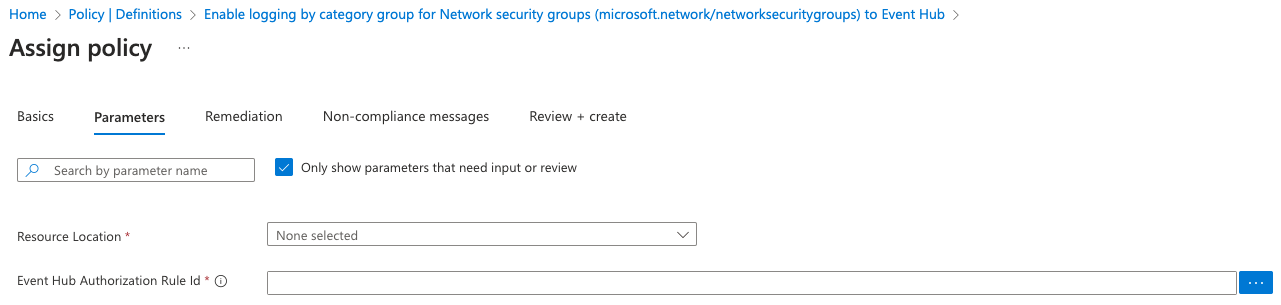 Home > Policy | Definitions > Enable logging by category group for Network security groups (microsoft.network/networksecuritygroups) to Event Hub >
Assign policy ...
Basics Parameters Remediation Non-compliance messages Review + create
Search by parameter name Only show parameters that need input or review
Resource Location * None selected
Event Hub Authorization Rule Id * ...